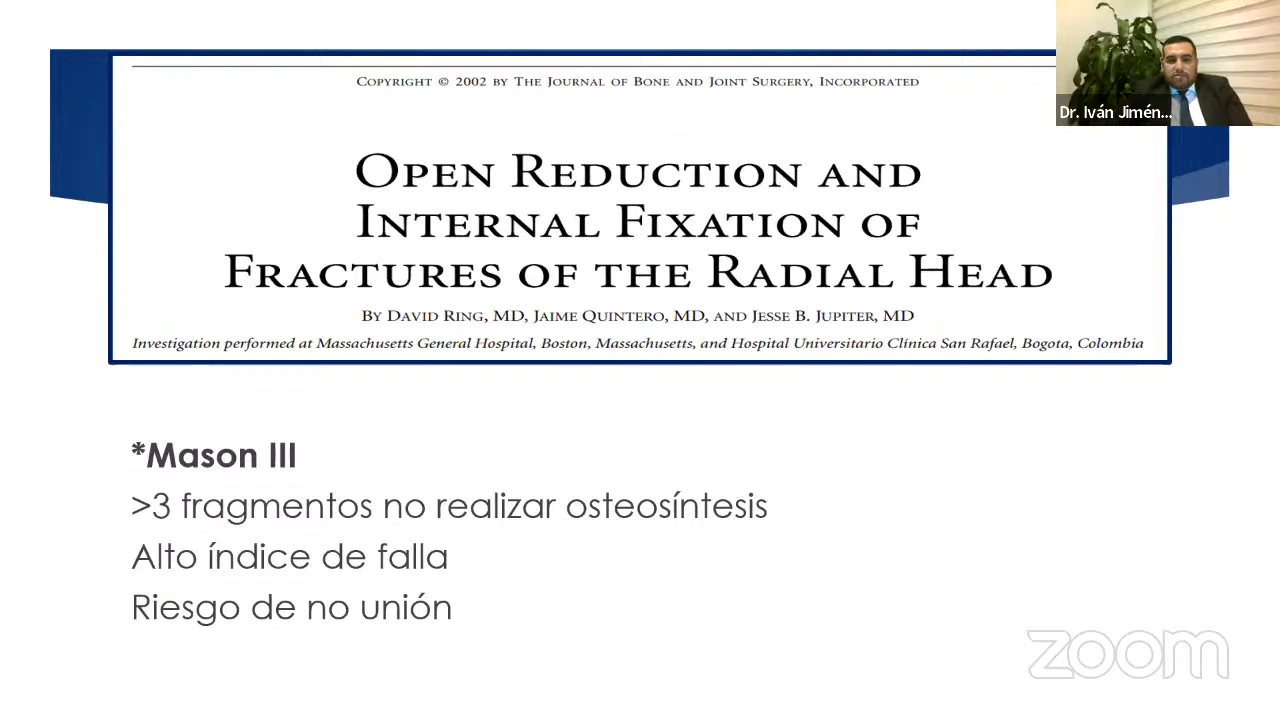 COPYRIGHT © 2002 BY THE JOURNAL OF BONE AND JOINT SURGERY, INCORPORATED
Dr. Iván Jimén...
OPEN REDUCTION AND
INTERNAL FIXATION OF
FRACTURES OF THE RADIAL HEAD
BY DAVID RING, MD, JAIME QUINTERO, MD, AND JESSE B. JUPITER, MD
Investigation performed at Massachusetts General Hospital, Boston, Massachusetts, and Hospital Universitario Clínica San Rafael, Bogota, Colombia
*Mason III
>3 fragmentos no realizar osteosíntesis
Alto índice de falla
Riesgo de no unión
zoom